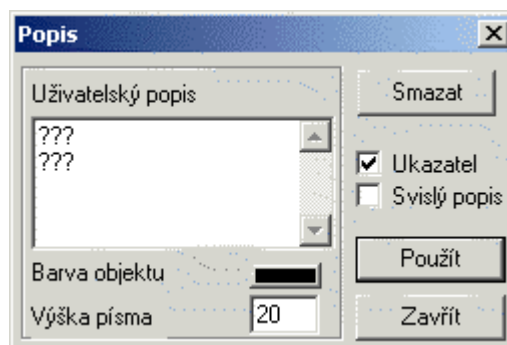 Popis
Uživatelský popis
???
???
Barva objektu
Výška písma
20
Smazat
Ukazatel
Svislý popis
Použít
Zavřít